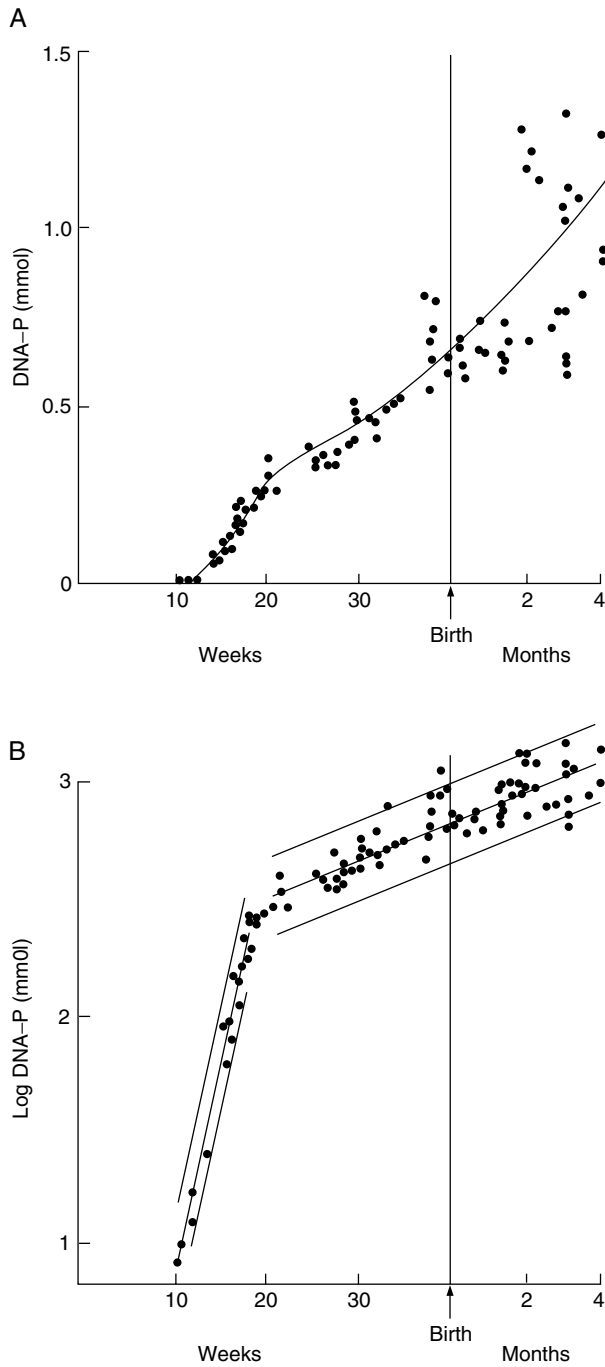 A
1.5
1.0
0.5
0
DNA–P (mmol)
10 20 30 2 4
Birth
Weeks Months
B
3
2
1
Log DNA–P (mm0l)
10 20 30 2 4
Birth
Weeks Months